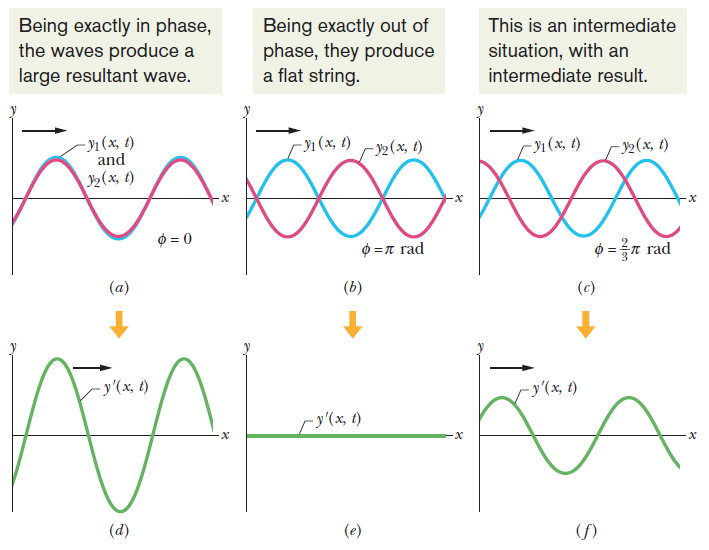 Being exactly in phase,
the waves produce a
large resultant wave.
Being exactly out of
phase, they produce
a flat string.
This is an intermediate
situation, with an
intermediate result.
y
y₁(x, t)
and
y₂(x, t)
x
ϕ = 0
(a)
y
y₁(x, t)
y₂(x, t)
x
ϕ = π rad
(b)
y
y₁(x, t)
y₂(x, t)
x
ϕ = 2/3 π rad
(c)
y
y′(x, t)
x
(d)
y
y′(x, t)
x
(e)
y
y′(x, t)
x
(f)